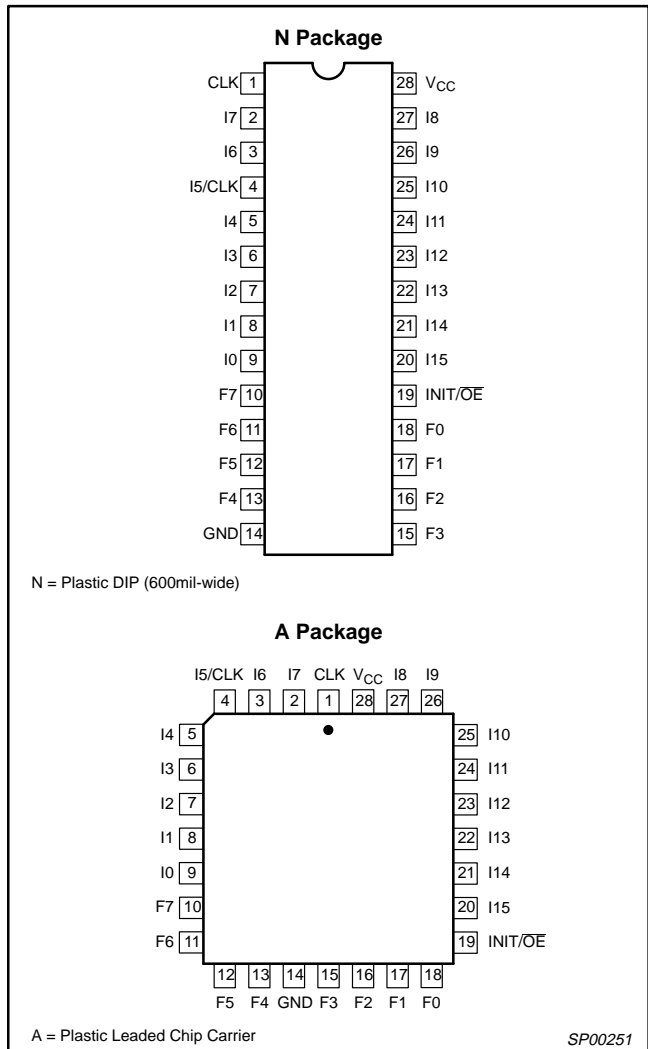 N Package
CLK 1 28 VCC
I7 2 27 I8
I6 3 26 I9
I5/CLK 4 25 I10
I4 5 24 I11
I3 6 23 I12
I2 7 22 I13
I1 8 21 I14
I0 9 20 I15
F7 10 19 INIT/OE
F6 11 18 F0
F5 12 17 F1
F4 13 16 F2
GND 14 15 F3
N = Plastic DIP (600mil-wide)
A Package
I5/CLK I6 I7 CLK VCC I8 I9
4 3 2 1 28 27 26
I4 5 25 I10
I3 6 24 I11
I2 7 23 I12
I1 8 22 I13
I0 9 21 I14
F7 10 20 I15
F6 11 19 INIT/OE
12 13 14 15 16 17 18
F5 F4 GND F3 F2 F1 F0
A = Plastic Leaded Chip Carrier SP00251